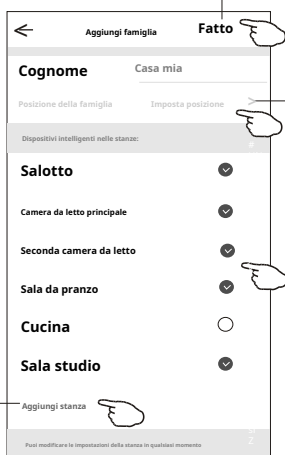 Aggiungi famiglia Fatto
Cognome Casa mia
Posizione della famiglia Imposta posizione
Dispositivi intelligenti nelle stanze:
#
Salotto
Camera da letto principale
Seconda camera da letto
Sala da pranzo
Cucina
Sala studio
Aggiungi stanza
Puoi modificare le impostazioni della stanza in qualsiasi momento